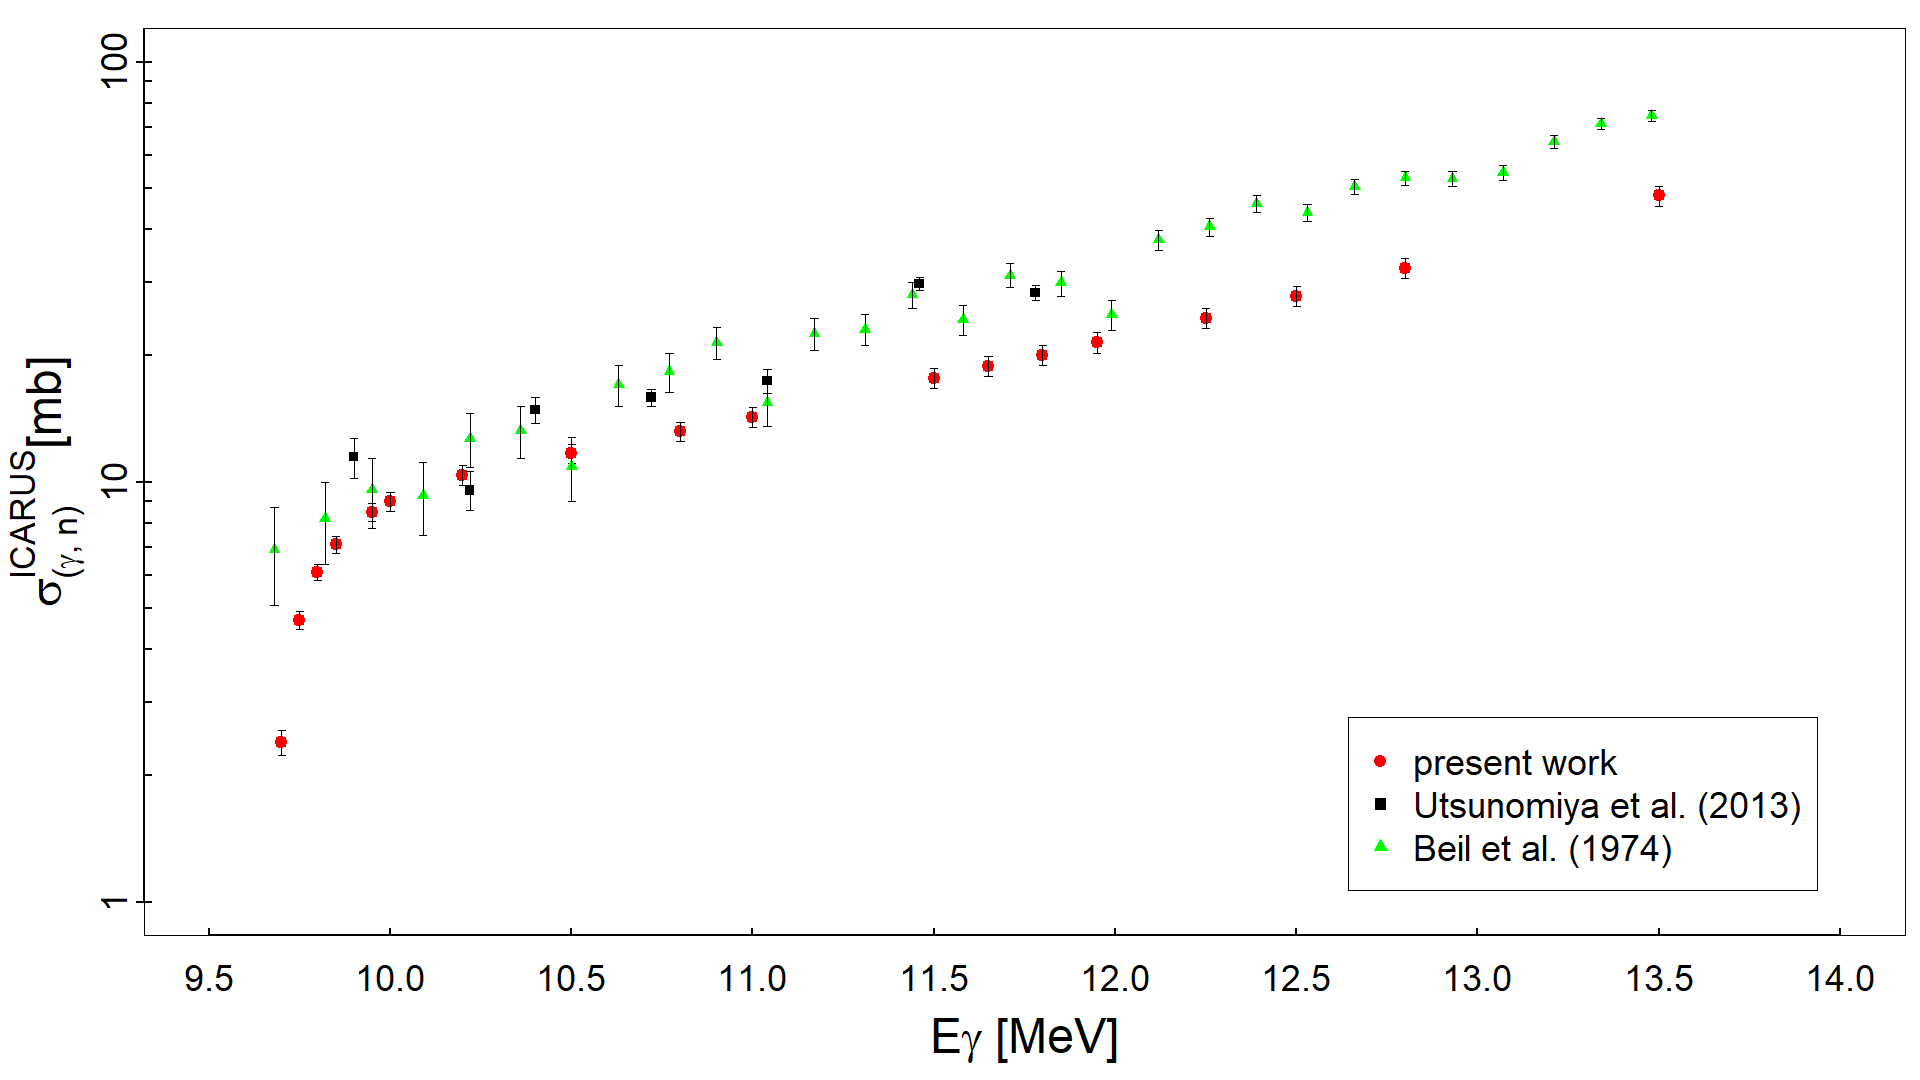 100
10
1
σ(γ, n)ICARUS[mb]
present work
Utsunomiya et al. (2013)
Beil et al. (1974)
9.5 10.0 10.5 11.0 11.5 12.0 12.5 13.0 13.5 14.0
Eγ [MeV]